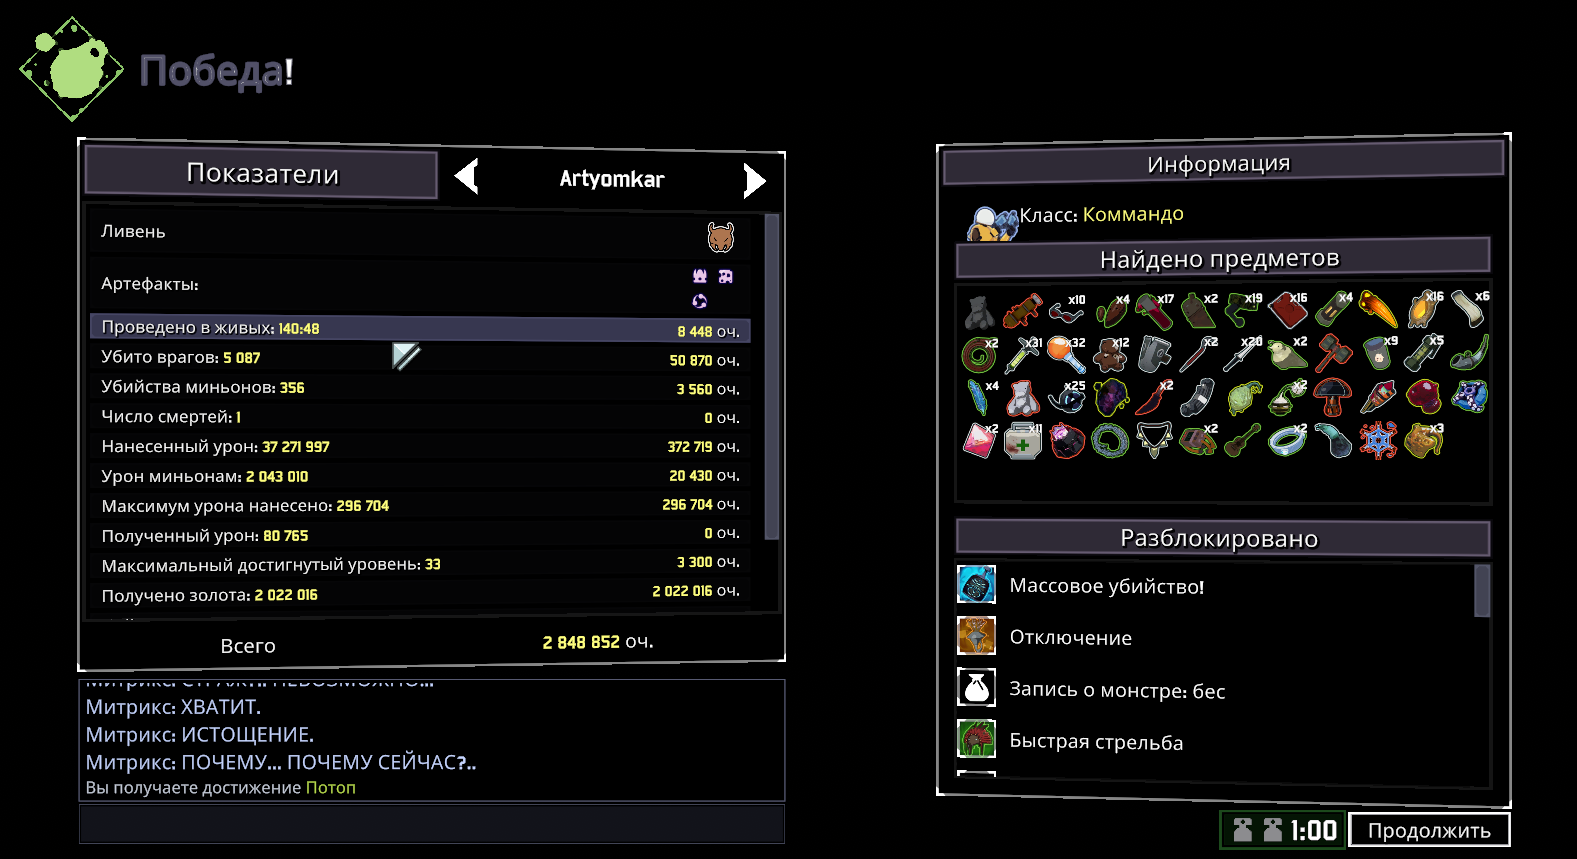 Победа!
Показатели
Artyomkar
Ливень
Артефакты:
Проведено в живых: 140:48 8 448 оч.
Убито врагов: 5 087 50 870 оч.
Убийства миньонов: 356 3 560 оч.
Число смертей: 1 0 оч.
Нанесенный урон: 37 271 997 372 719 оч.
Урон миньонам: 2 043 010 20 430 оч.
Максимум урона нанесено: 296 704 296 704 оч.
Полученный урон: 80 765 0 оч.
Максимальный достигнутый уровень: 33 3 300 оч.
Получено золота: 2 022 016 2 022 016 оч.
Всего 2 848 852 оч.
Митрикс: СТРАХ?.. НЕВОЗМОЖНО...
Митрикс: ХВАТИТ.
Митрикс: ИСТОЩЕНИЕ.
Митрикс: ПОЧЕМУ... ПОЧЕМУ СЕЙЧАС?..
Вы получаете достижение Потоп
Информация
Класс: Коммандо
Найдено предметов
x10 x4 x17 x2 x19 x16 x4 x16 x6
x2 x31 x32 x12 x2 x20 x2 x9 x5
x4 x25 x2 x2
x2 x11 x2 x2 x3
Разблокировано
Массовое убийство!
Отключение
Запись о монстре: бес
Быстрая стрельба
1:00
Продолжить